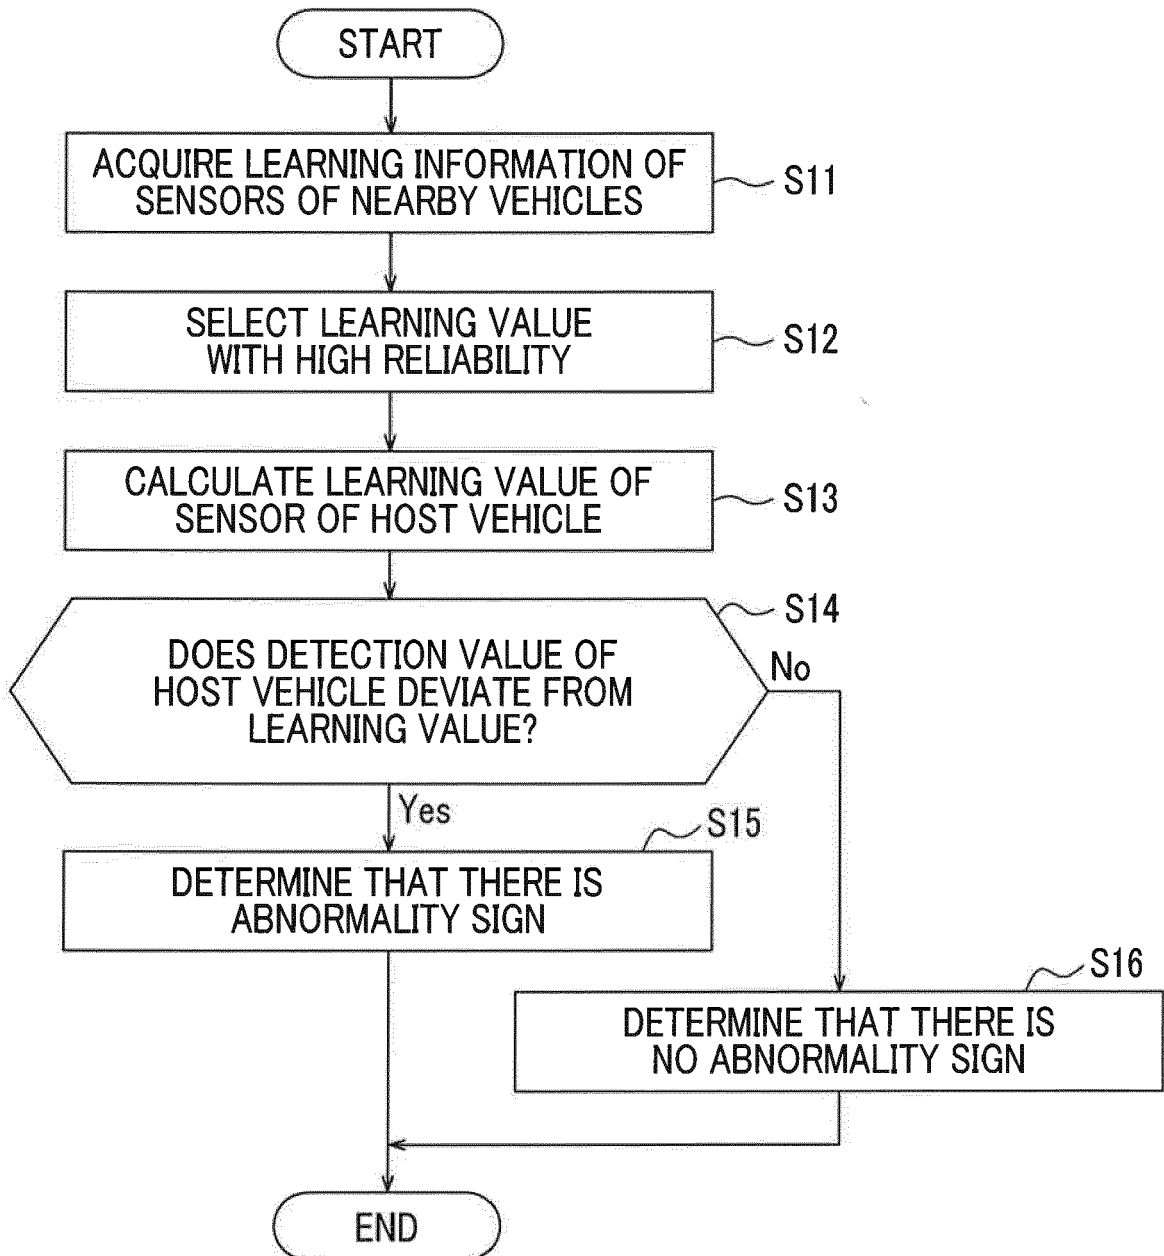 START
ACQUIRE LEARNING INFORMATION OF
SENSORS OF NEARBY VEHICLES
S11
SELECT LEARNING VALUE
WITH HIGH RELIABILITY
S12
CALCULATE LEARNING VALUE OF
SENSOR OF HOST VEHICLE
S13
S14
DOES DETECTION VALUE OF
HOST VEHICLE DEVIATE FROM
LEARNING VALUE?
No
Yes
S15
DETERMINE THAT THERE IS
ABNORMALITY SIGN
S16
DETERMINE THAT THERE IS
NO ABNORMALITY SIGN
END